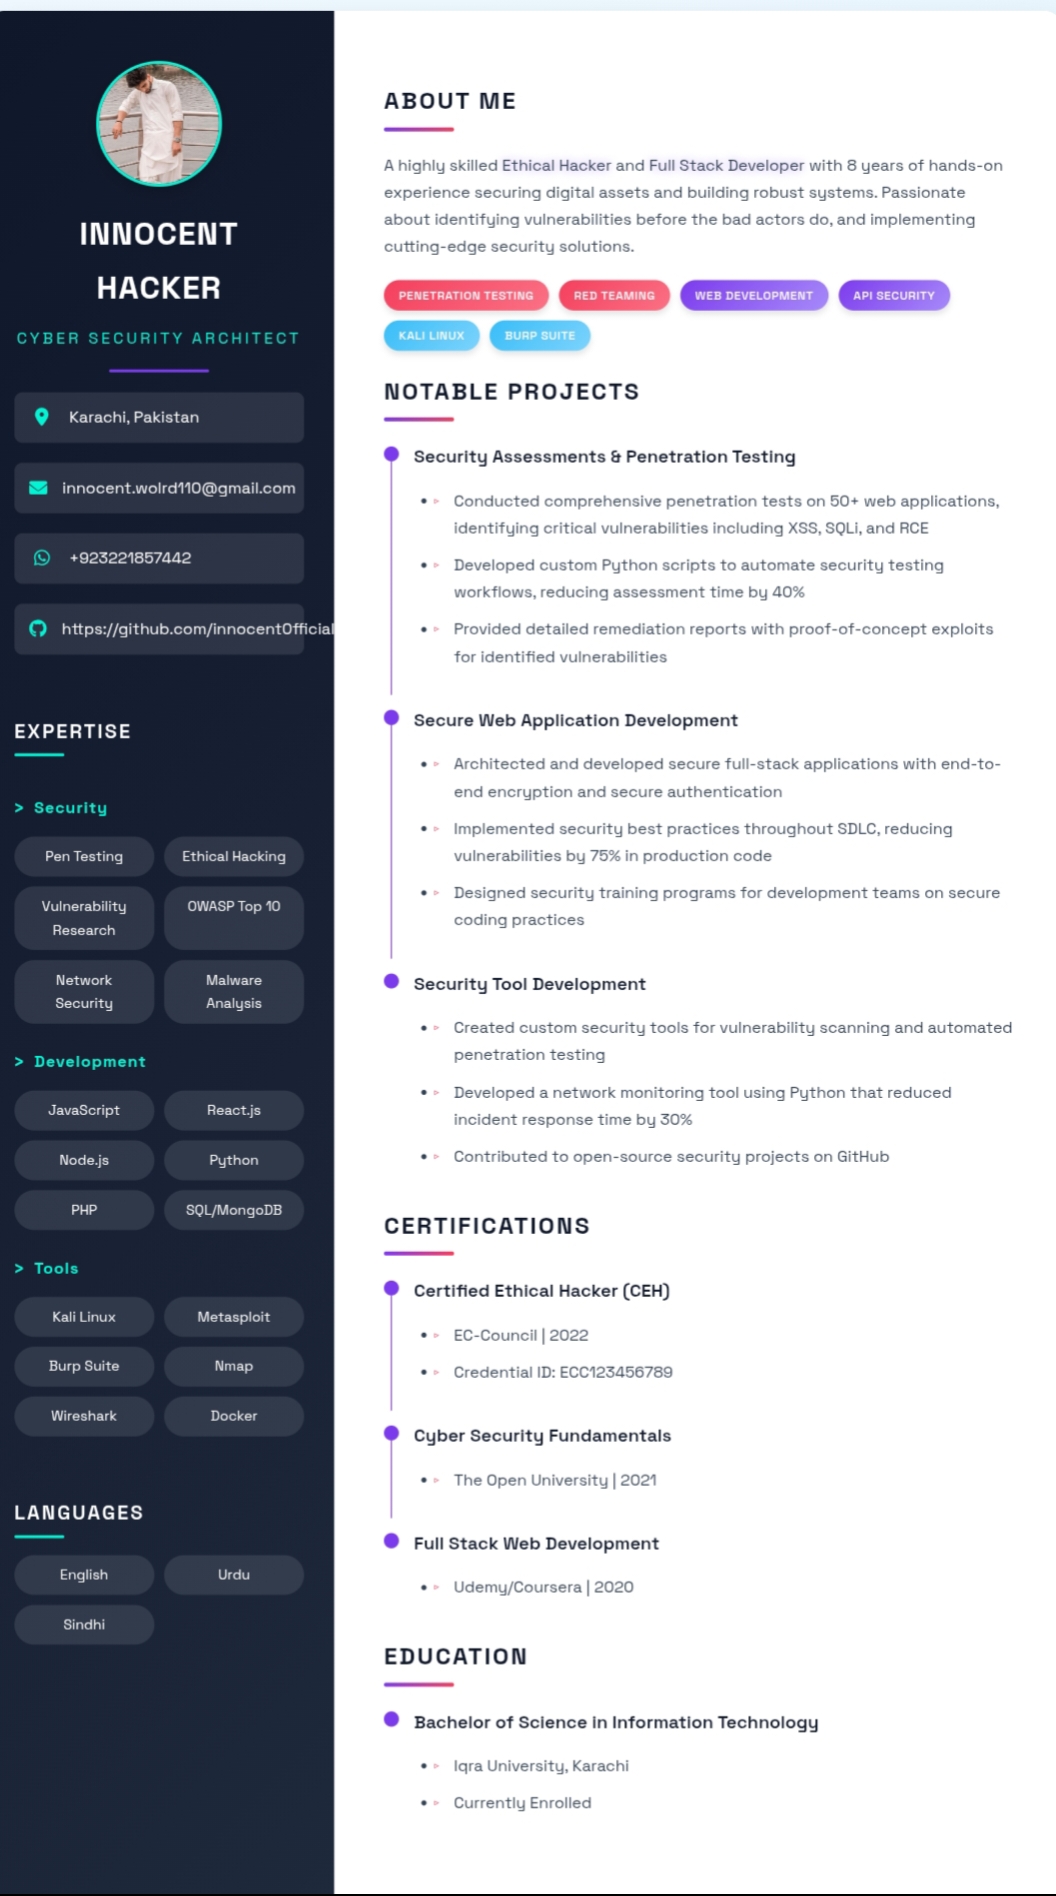 INNOCENT
HACKER
CYBER SECURITY ARCHITECT
Karachi, Pakistan
innocent.wolrd110@gmail.com
+923221857442
https://github.com/innocentOfficial
EXPERTISE
> Security
Pen Testing
Ethical Hacking
Vulnerability
Research
OWASP Top 10
Network
Security
Malware
Analysis
> Development
JavaScript
React.js
Node.js
Python
PHP
SQL/MongoDB
> Tools
Kali Linux
Metasploit
Burp Suite
Nmap
Wireshark
Docker
LANGUAGES
English
Urdu
Sindhi
ABOUT ME
A highly skilled Ethical Hacker and Full Stack Developer with 8 years of hands-on
experience securing digital assets and building robust systems. Passionate
about identifying vulnerabilities before the bad actors do, and implementing
cutting-edge security solutions.
PENETRATION TESTING
RED TEAMING
WEB DEVELOPMENT
API SECURITY
KALI LINUX
BURP SUITE
NOTABLE PROJECTS
Security Assessments & Penetration Testing
Conducted comprehensive penetration tests on 50+ web applications,
identifying critical vulnerabilities including XSS, SQLi, and RCE
Developed custom Python scripts to automate security testing
workflows, reducing assessment time by 40%
Provided detailed remediation reports with proof-of-concept exploits
for identified vulnerabilities
Secure Web Application Development
Architected and developed secure full-stack applications with end-to-
end encryption and secure authentication
Implemented security best practices throughout SDLC, reducing
vulnerabilities by 75% in production code
Designed security training programs for development teams on secure
coding practices
Security Tool Development
Created custom security tools for vulnerability scanning and automated
penetration testing
Developed a network monitoring tool using Python that reduced
incident response time by 30%
Contributed to open-source security projects on GitHub
CERTIFICATIONS
Certified Ethical Hacker (CEH)
EC-Council | 2022
Credential ID: ECC123456789
Cyber Security Fundamentals
The Open University | 2021
Full Stack Web Development
Udemy/Coursera | 2020
EDUCATION
Bachelor of Science in Information Technology
Iqra University, Karachi
Currently Enrolled